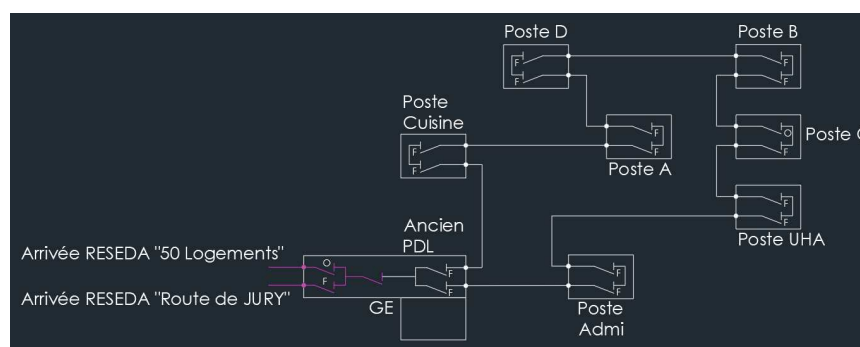 Poste D
Poste B
F
F
F
F
Poste
Cuisine
F
F
F
F
Poste A
O
F
Poste
F
F
Poste UHA
Ancien
PDL
Arrivée RESEDA "50 Logements"
O
F
F
F
Arrivée RESEDA "Route de JURY"
GE
F
F
Poste
Admi